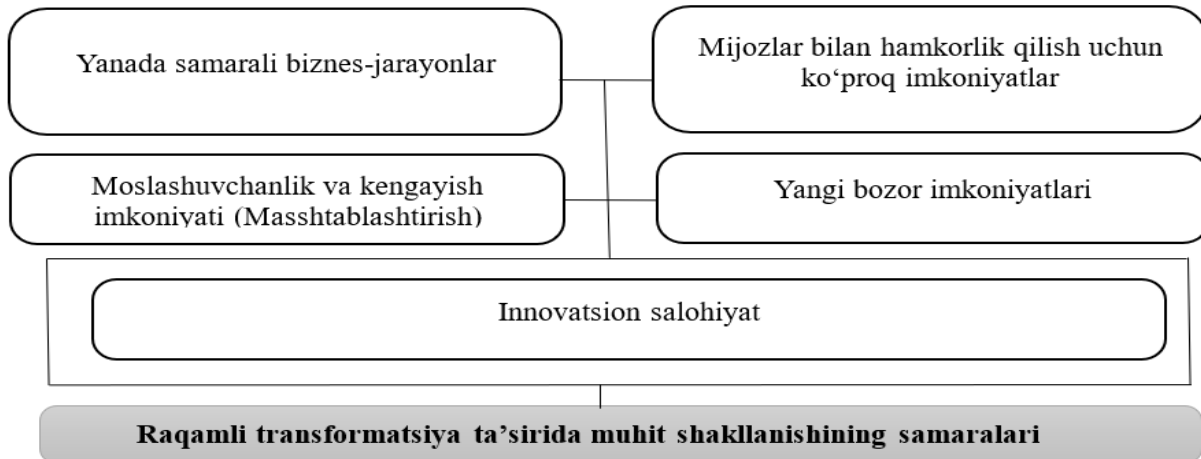 Yanada samarali biznes-jarayonlar
Mijozlar bilan hamkorlik qilish uchun
ko‘proq imkoniyatlar
Moslashuvchanlik va kengayish
imkoniyati (Masshtablashtirish)
Yangi bozor imkoniyatlari
Innovatsion salohiyat
Raqamli transformatsiya ta’sirida muhit shakllanishining samaralari